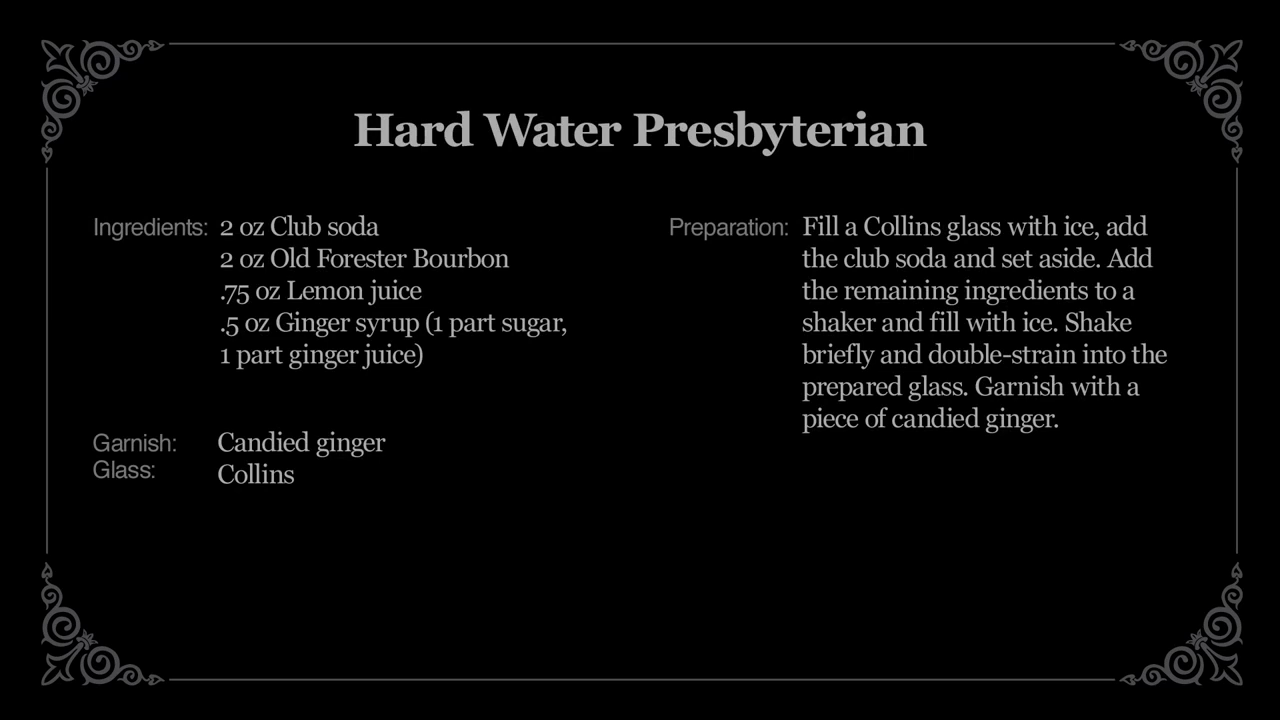 Hard Water Presbyterian
Ingredients: 2 oz Club soda
2 oz Old Forester Bourbon
.75 oz Lemon juice
.5 oz Ginger syrup (1 part sugar,
1 part ginger juice)
Garnish: Candied ginger
Glass: Collins
Preparation: Fill a Collins glass with ice, add
the club soda and set aside. Add
the remaining ingredients to a
shaker and fill with ice. Shake
briefly and double-strain into the
prepared glass. Garnish with a
piece of candied ginger.